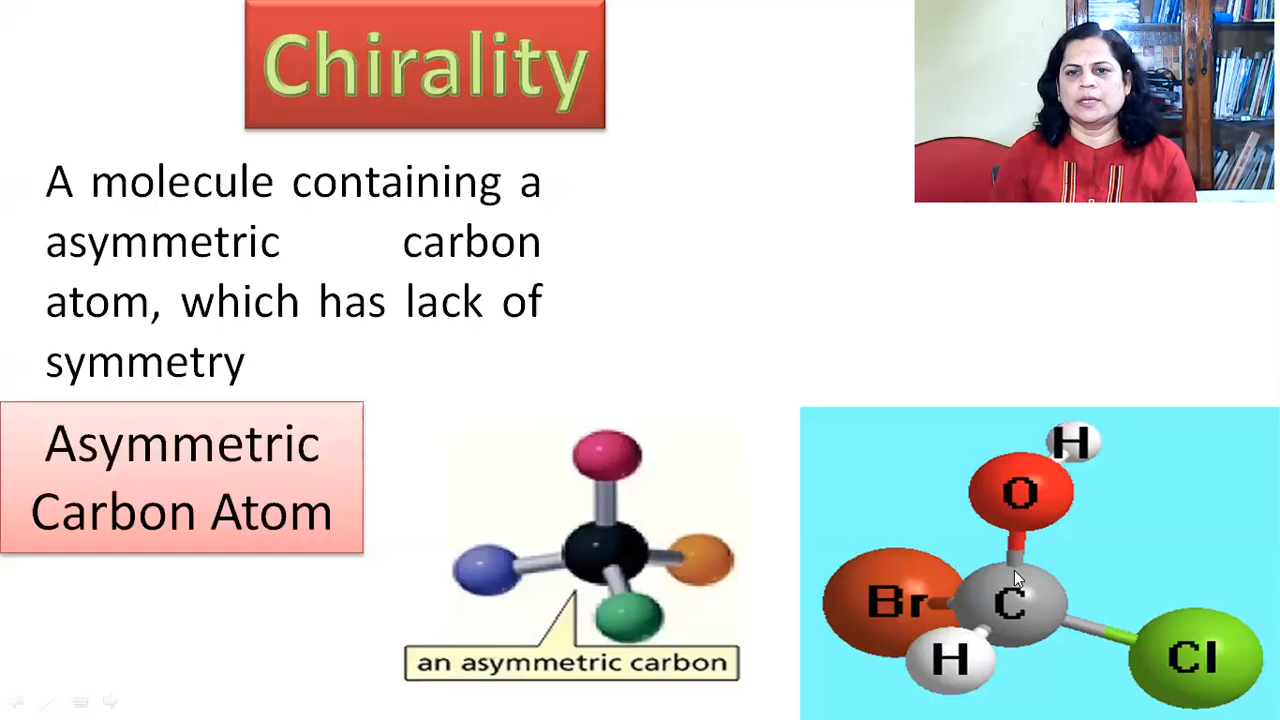 Chirality
A molecule containing a
asymmetric carbon
atom, which has lack of
symmetry
Asymmetric
Carbon Atom
an asymmetric carbon
H
O
Br C
H Cl